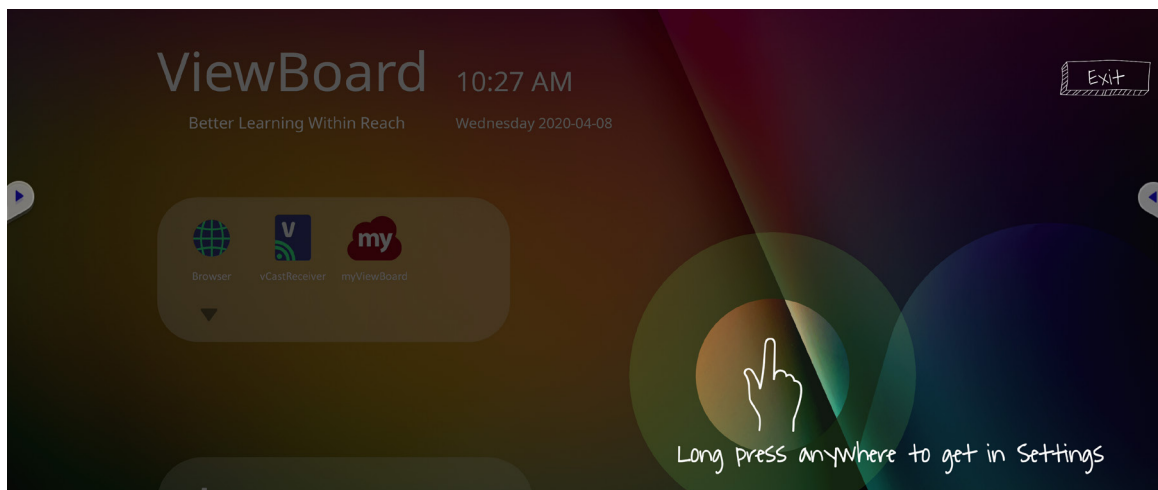 ViewBoard 10:27 AM
Exit
Better Learning Within Reach Wednesday 2020-04-08
V
my
Browser vCastReceiver myViewBoard
Long press anywhere to get in Settings